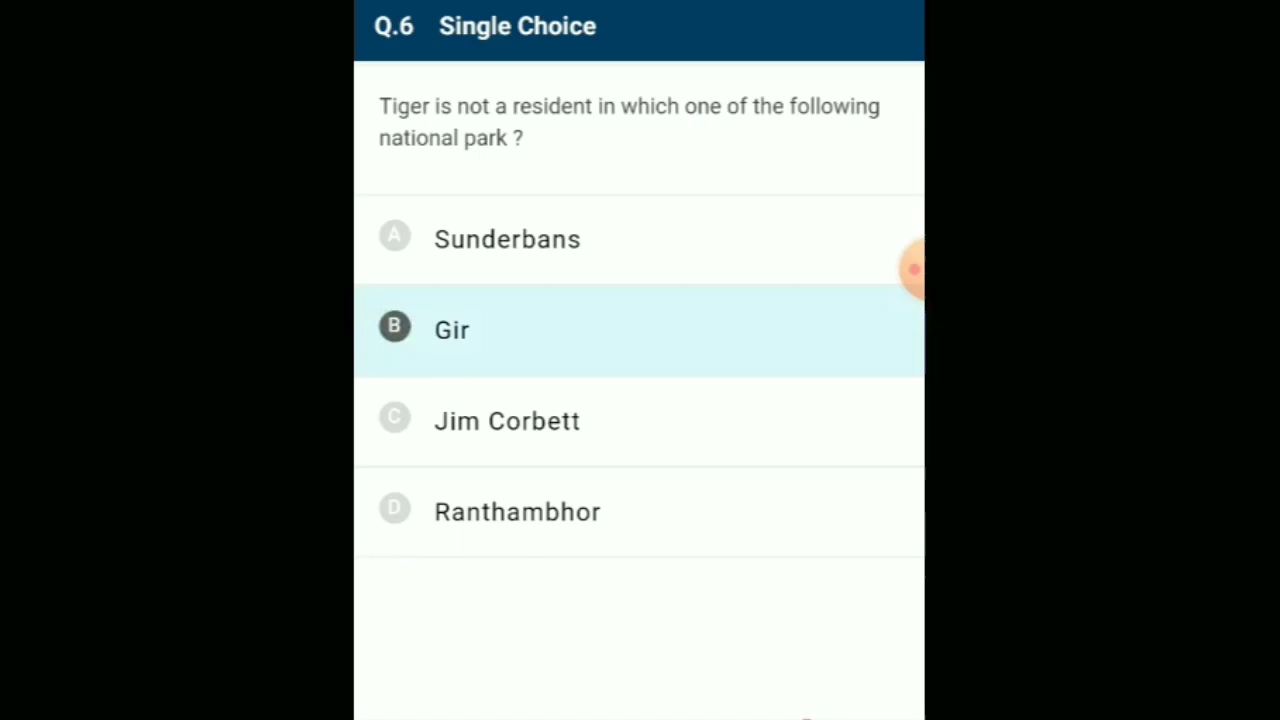 Q.6 Single Choice
Tiger is not a resident in which one of the following
national park ?
A Sunderbans
B Gir
C Jim Corbett
D Ranthambhor